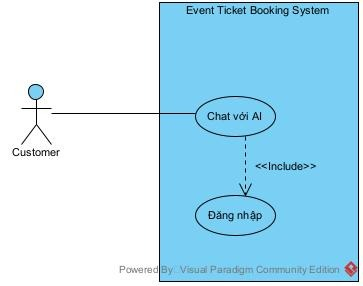 Event Ticket Booking System
Chat với AI
Customer
<<Include>>
Đăng nhập
Powered By Visual Paradigm Community Edition